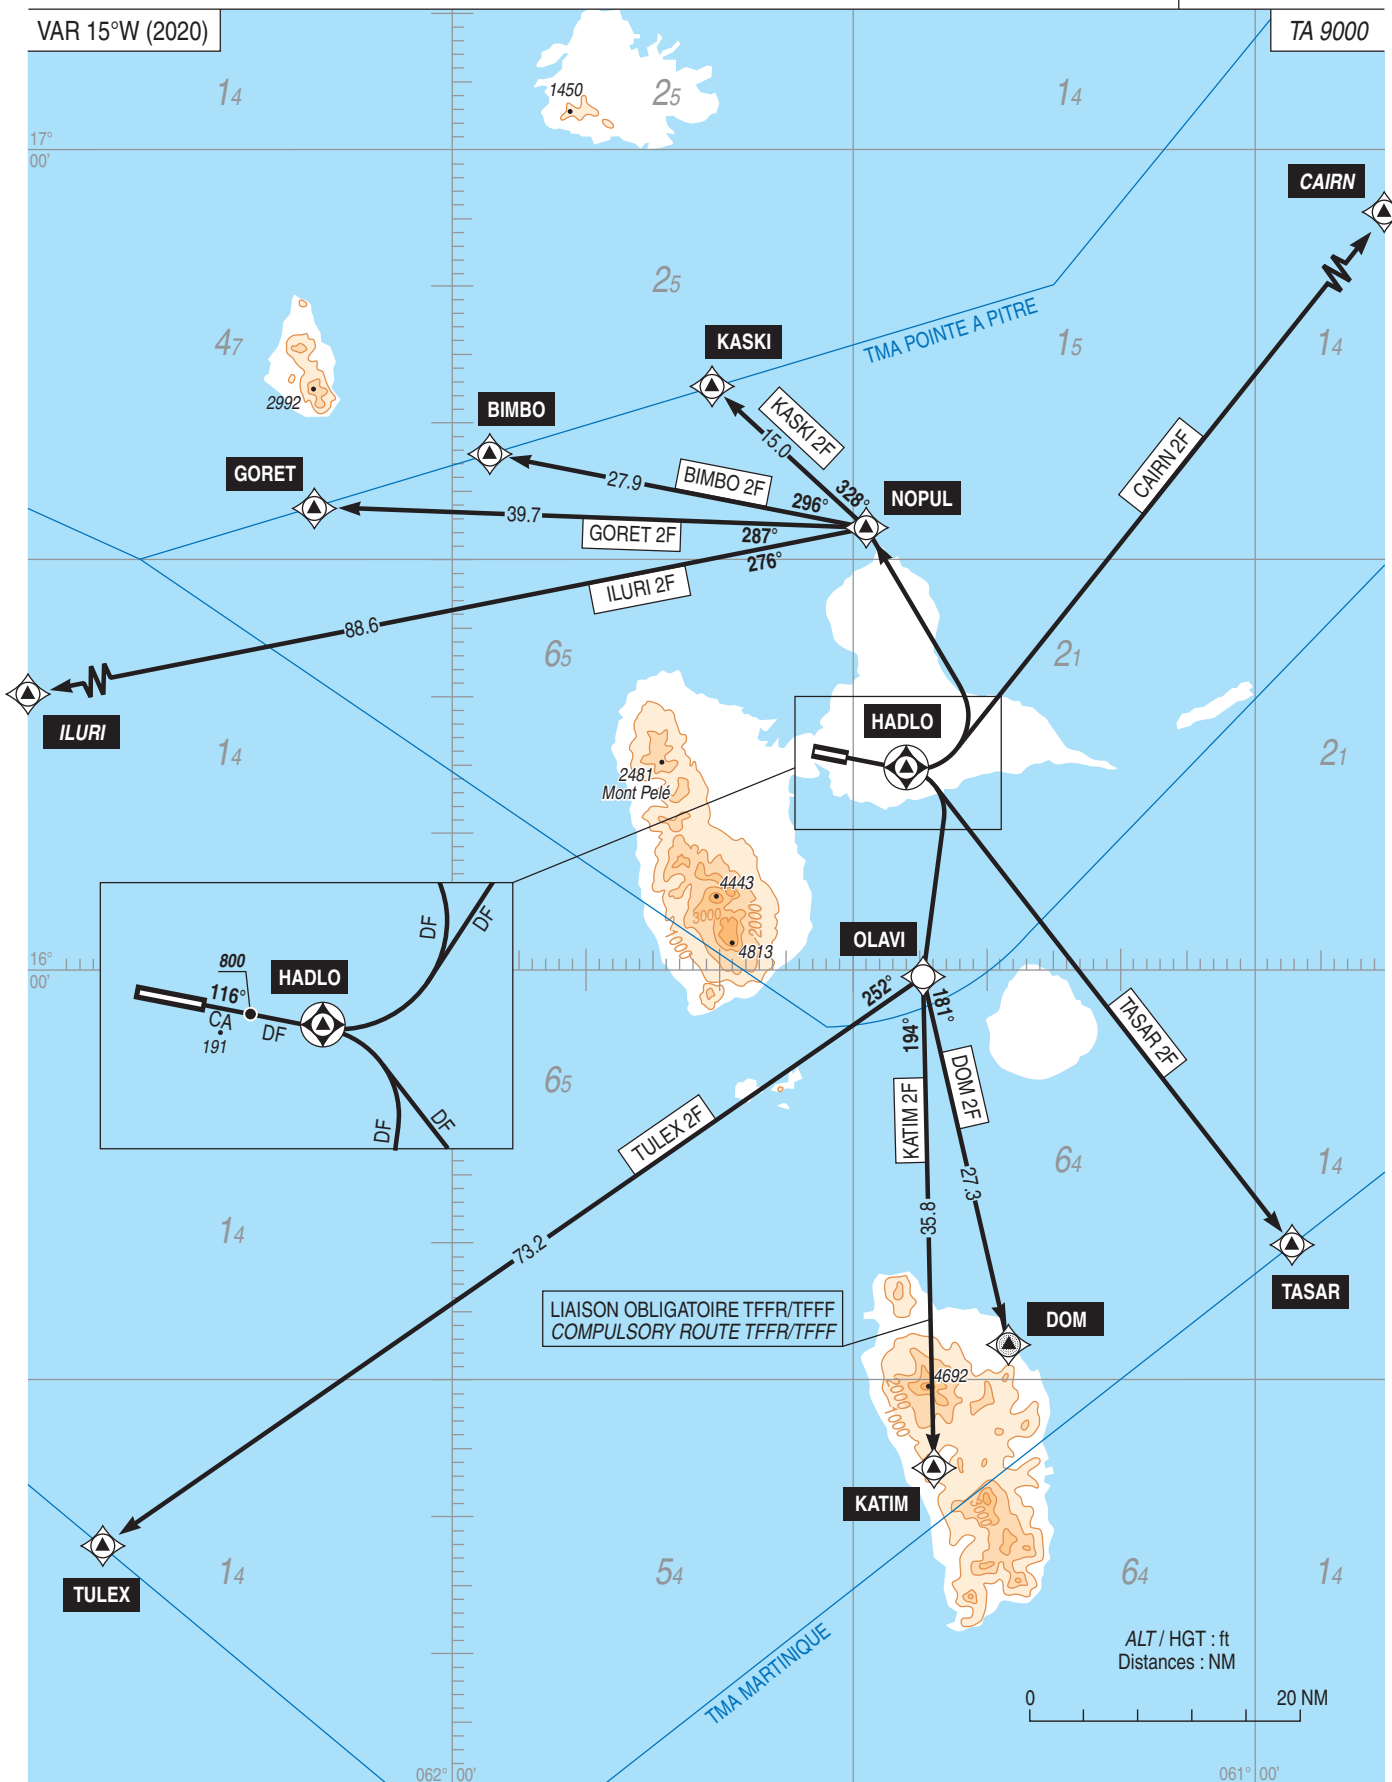 VAR 15°W (2020)
TA 9000
14
25
14
1450
17°
00'
CAIRN
25
47
15
14
TMA POINTE A PITRE
KASKI
2992
BIMBO
KASKI 2F
15.0
CAIRN 2F
GORET
BIMBO 2F
27.9
296°
328°
NOPUL
39.7
GORET 2F
287°
276°
ILURI 2F
88.6
65
21
ILURI
HADLO
14
21
2481
Mont Pelé
4443
3000
2000
1000
4813
OLAVI
16°
00'
800
HADLO
116°
CA
DF
191
DF
DF
DF
DF
252°
181°
194°
TASAR 2F
DOM 2F
KATIM 2F
65
TULEX 2F
64
14
27.3
35.8
14
73.2
TASAR
LIAISON OBLIGATOIRE TFFR/TFFF
COMPULSORY ROUTE TFFR/TFFF
DOM
4692
2000
1000
KATIM
3000
TULEX
14
54
64
14
TMA MARTINIQUE
ALT / HGT : ft
Distances : NM
0
20 NM
062° 00'
061° 00'